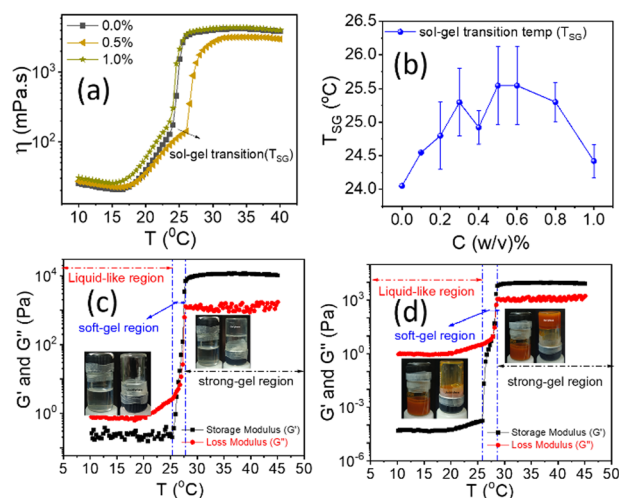 0.0%
0.5%
1.0%
(a)
sol-gel transition(T_SG)
10³
10²
η (mPa.s)
10 15 20 25 30 35 40
T (⁰C)
sol-gel transition temp (T_SG)
(b)
26.0
25.5
25.0
24.5
24.0
T_SG (⁰C)
0.0 0.2 0.4 0.6 0.8 1.0
C (w/v)%
Liquid-like region
(c)
soft-gel region
strong-gel region
Storage Modulus (G')
Loss Modulus (G")
10⁴
10²
10⁰
G' and G" (Pa)
5 10 15 20 25 30 35 40 45 50
T (⁰C)
Liquid-like region
(d)
soft-gel region
strong-gel region
Storage Modulus (G')
Loss Modulus (G")
10³
10⁰
10⁻³
10⁻⁶
G' and G" (Pa)
5 10 15 20 25 30 35 40 45 50
T (⁰C)